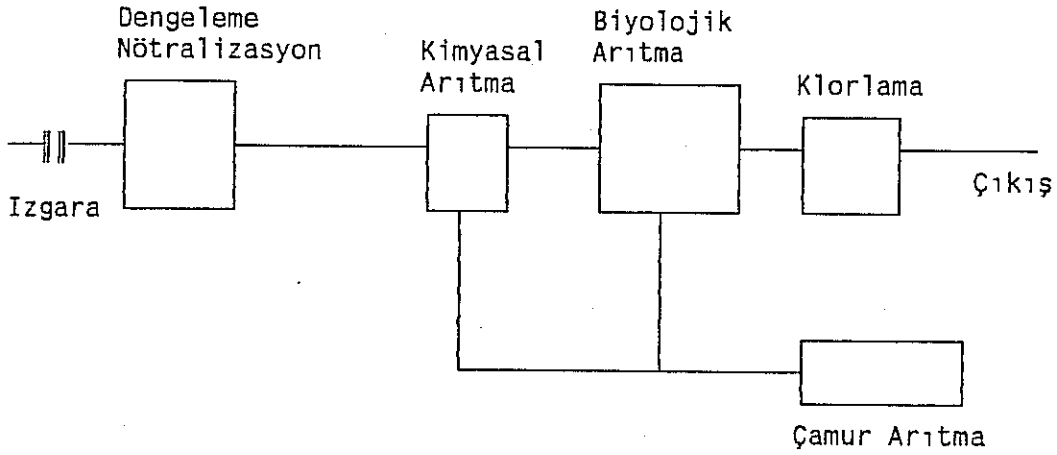 Dengeleme
Nötralizasyon
Kimyasal
Arıtma
Biyolojik
Arıtma
Klorlama
Izgara
Çıkış
Çamur Arıtma